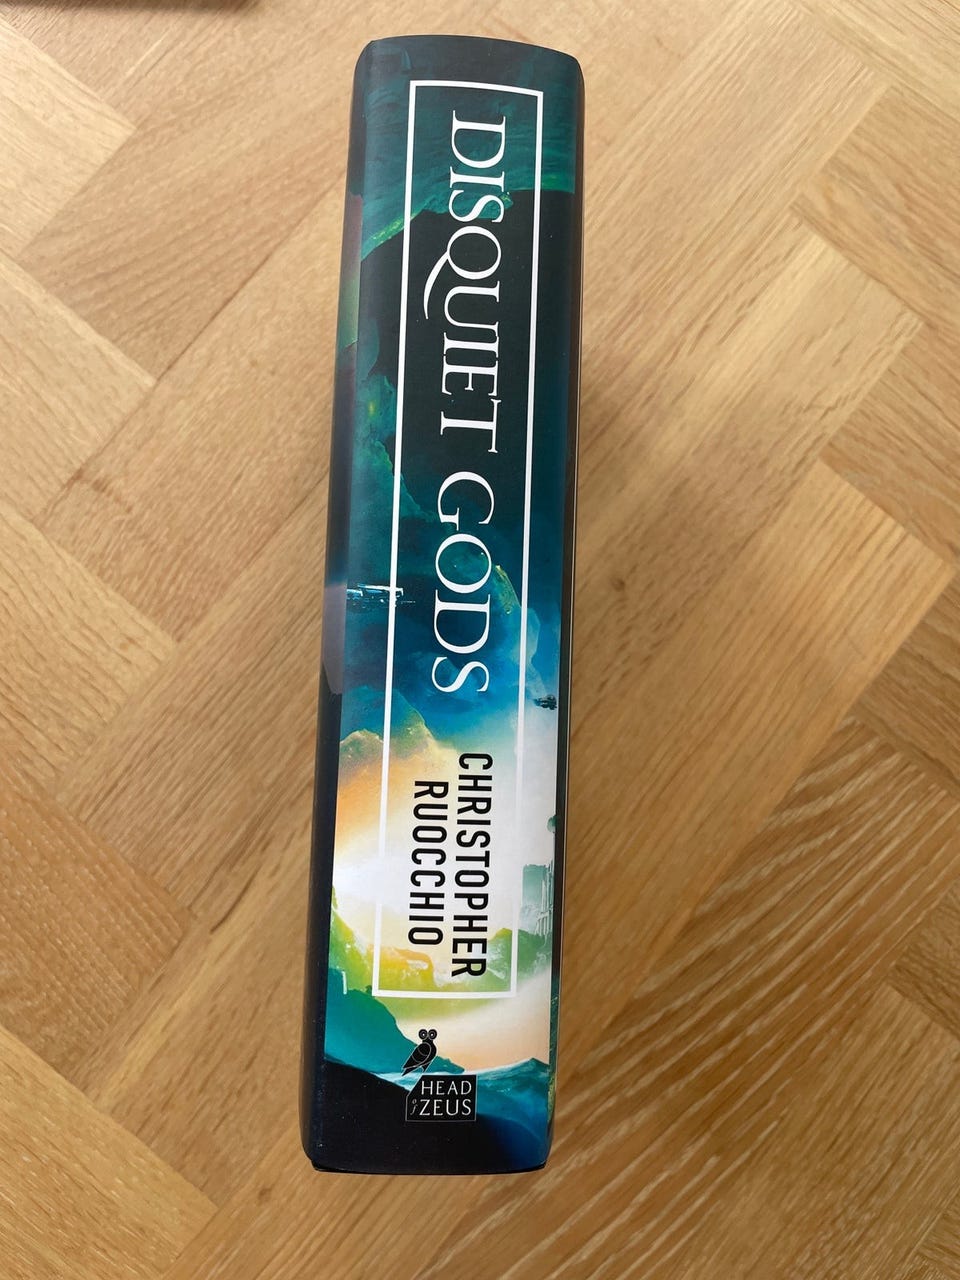 DISQUIET GODS
CHRISTOPHER
RUOCCHIO
HEAD
of ZEUS